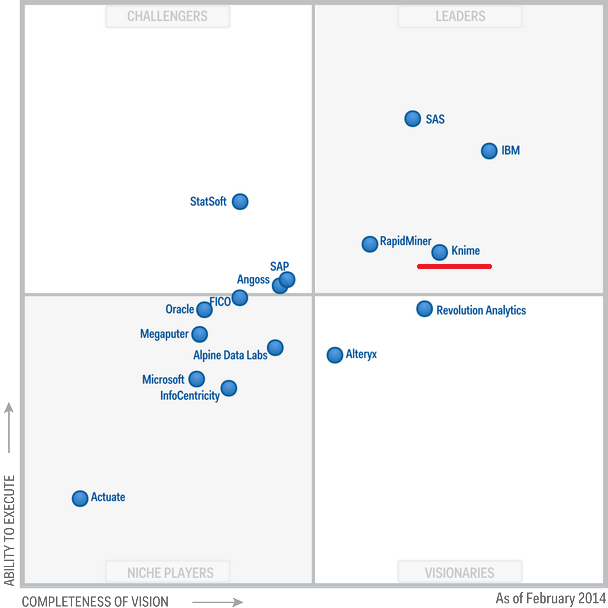 CHALLENGERS
LEADERS
SAS
IBM
StatSoft
RapidMiner
Knime
SAP
Angoss
FICO
Oracle
Revolution Analytics
Megaputer
Alpine Data Labs
Alteryx
Microsoft
InfoCentricity
Actuate
NICHE PLAYERS
VISIONARIES
ABILITY TO EXECUTE
COMPLETENESS OF VISION
As of February 2014